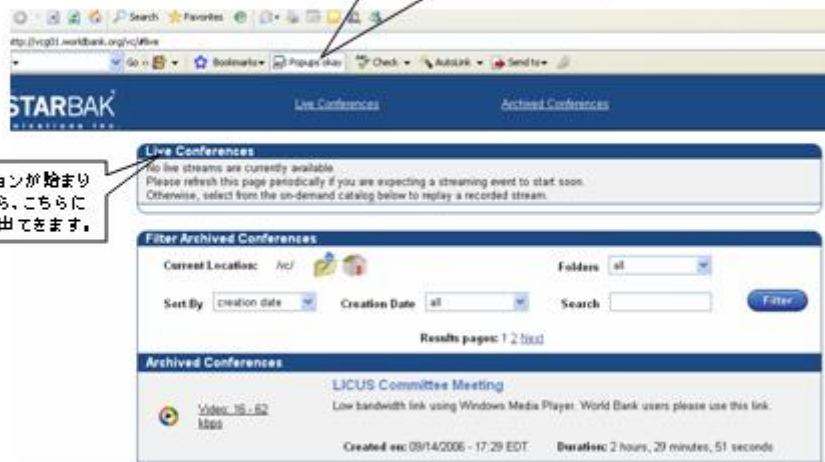 Search Favorites
http://vcg01.worldbank.org/vc/#live
Go Bookmarks Popups okay Check AutoLink Send to
STARBAK
Live Conferences Archived Conferences
Live Conferences
No live streams are currently available.
Please refresh this page periodically if you are expecting a streaming event to start soon.
Otherwise, select from the on-demand catalog below to replay a recorded stream.
ョンが始まり
ら、こちらに
出てきます。
Filter Archived Conferences
Current Location: /vc/ Folders all
Sort By creation date Creation Date all Search Filter
Results pages: 1 2 Next
Archived Conferences
LICUS Committee Meeting
Video: 16 - 62 kbps
Low bandwidth link using Windows Media Player. World Bank users please use this link.
Created on: 09/14/2006 - 17:29 EDT Duration: 2 hours, 29 minutes, 51 seconds